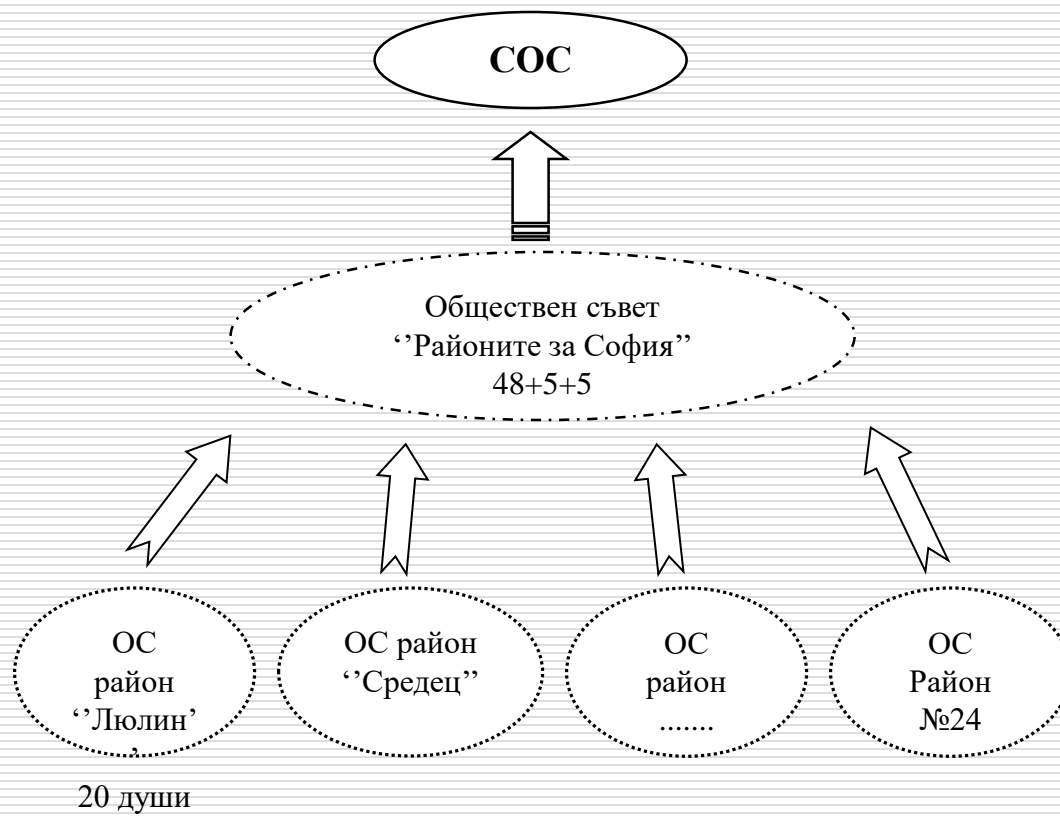 СОС
Обществен съвет
‘’Районите за София’’
48+5+5
ОС
район
‘’Люлин’
’
ОС район
‘’Средец’’
ОС
район
.......
ОС
Район
№24
20 души